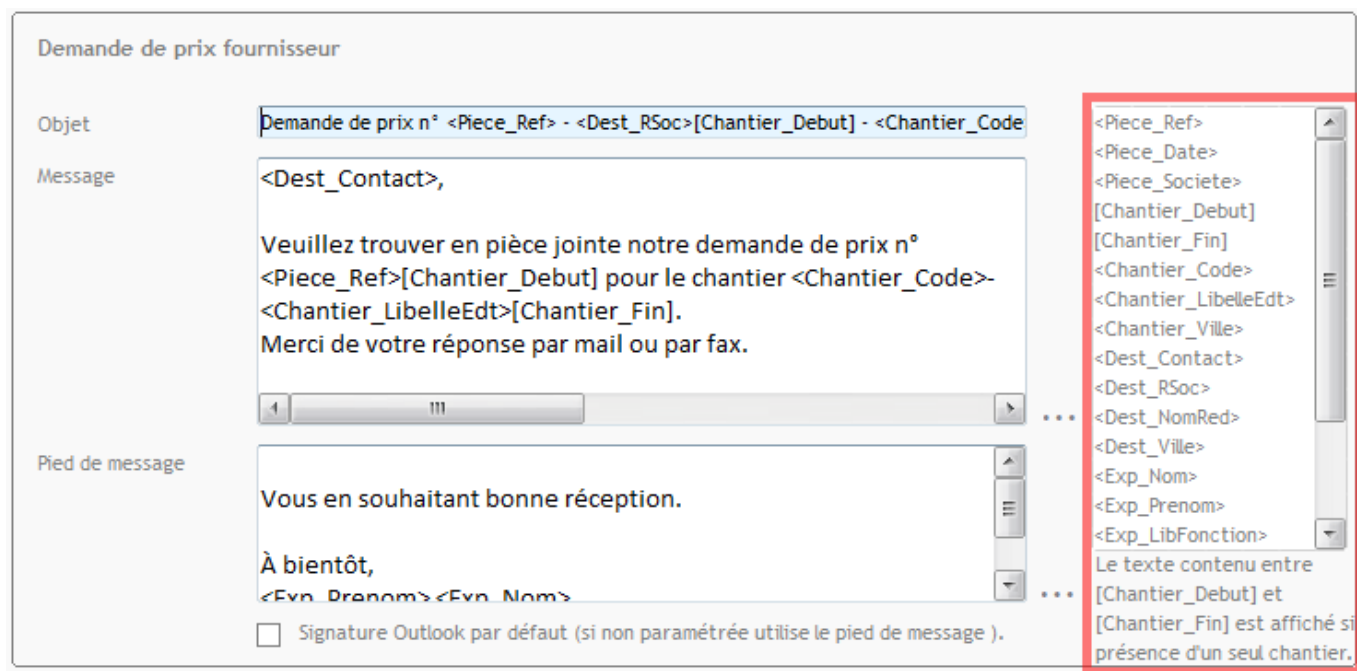 Demande de prix fournisseur
Objet
Demande de prix n° <Piece_Ref> - <Dest_RSoc>[Chantier_Debut] - <Chantier_Code
Message
<Dest_Contact>,
Veuillez trouver en pièce jointe notre demande de prix n°
<Piece_Ref>[Chantier_Debut] pour le chantier <Chantier_Code>-
<Chantier_LibelleEdt>[Chantier_Fin].
Merci de votre réponse par mail ou par fax.
...
Pied de message
Vous en souhaitant bonne réception.
À bientôt,
<Exp_Prenom> <Exp_Nom>
...
Signature Outlook par défaut (si non paramétrée utilise le pied de message ).
<Piece_Ref>
<Piece_Date>
<Piece_Societe>
[Chantier_Debut]
[Chantier_Fin]
<Chantier_Code>
<Chantier_LibelleEdt>
<Chantier_Ville>
<Dest_Contact>
<Dest_RSoc>
<Dest_NomRed>
<Dest_Ville>
<Exp_Nom>
<Exp_Prenom>
<Exp_LibFonction>
Le texte contenu entre
[Chantier_Debut] et
[Chantier_Fin] est affiché si
présence d'un seul chantier.